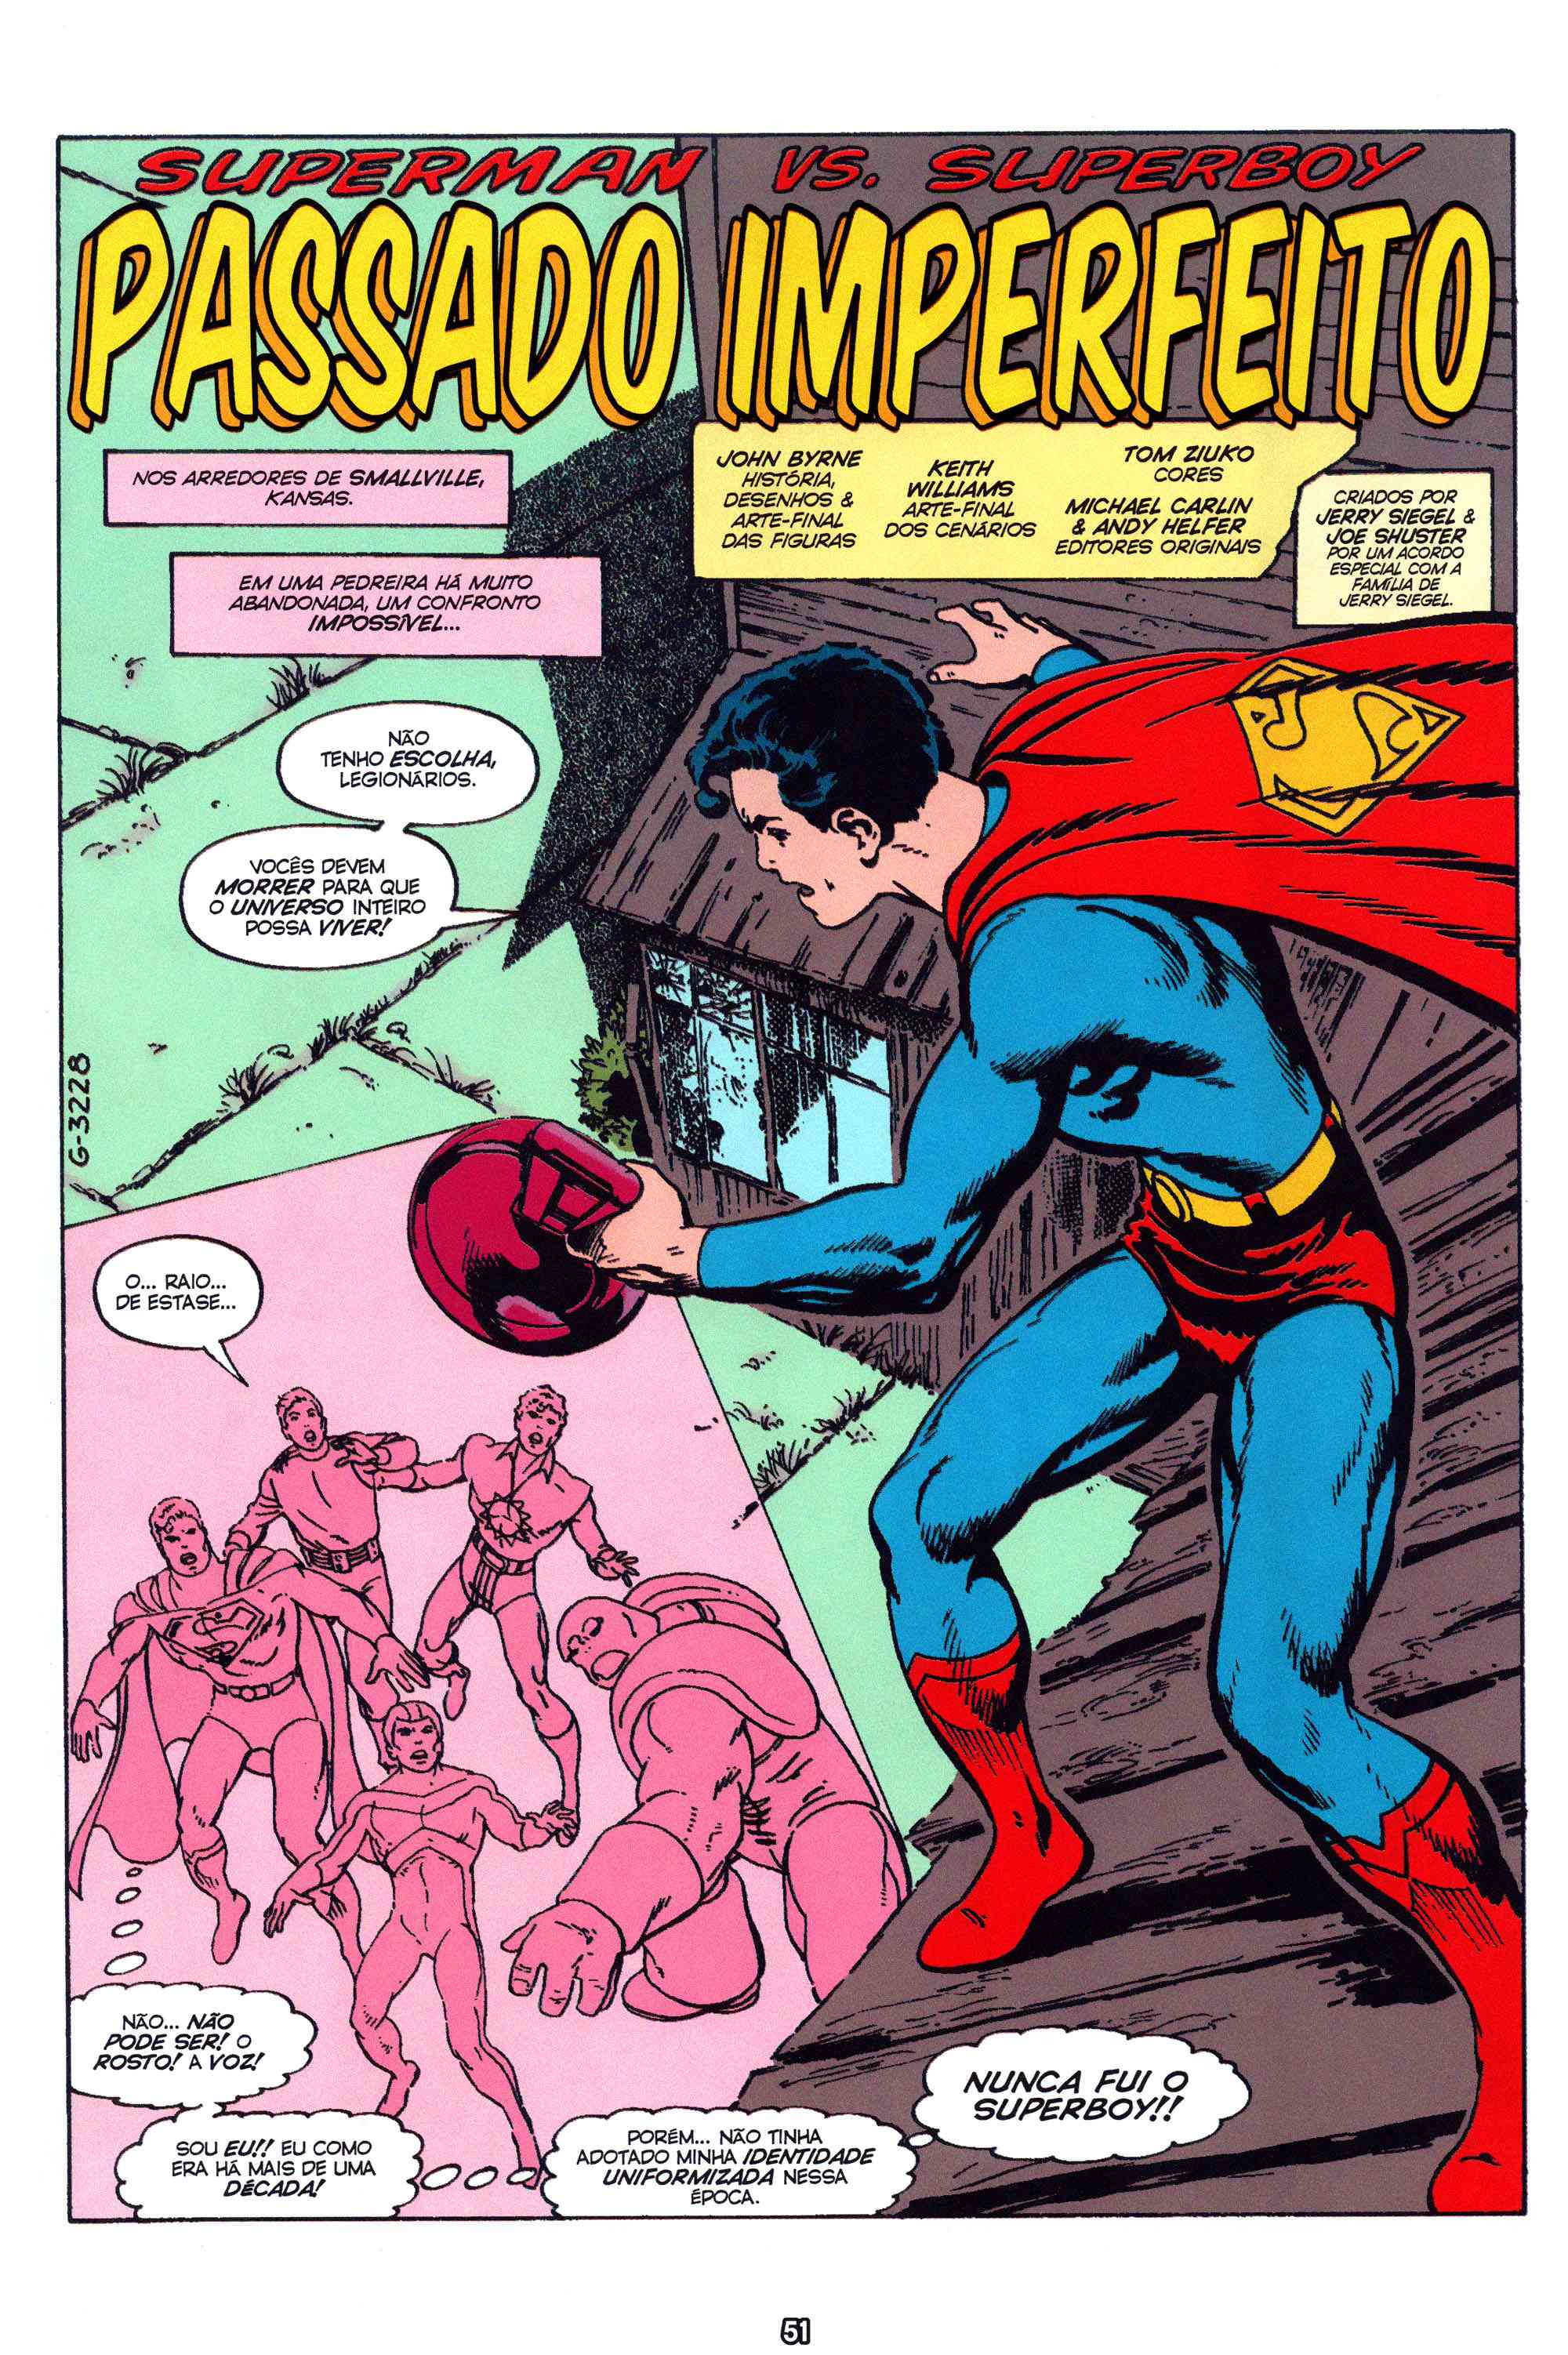 SUPERMAN VS. SUPERBOY
PASSADO IMPERFEITO
NOS ARREDORES DE SMALLVILLE,
KANSAS.
EM UMA PEDREIRA HÁ MUITO
ABANDONADA, UM CONFRONTO
IMPOSSÍVEL...
JOHN BYRNE
HISTÓRIA,
DESENHOS &
ARTE-FINAL
DAS FIGURAS
KEITH
WILLIAMS
ARTE-FINAL
DOS CENÁRIOS
TOM ZIUKO
CORES
MICHAEL CARLIN
& ANDY HELFER
EDITORES ORIGINAIS
CRIADOS POR
JERRY SIEGEL &
JOE SHUSTER
POR UM ACORDO
ESPECIAL COM A
FAMÍLIA DE
JERRY SIEGEL.
NÃO
TENHO ESCOLHA,
LEGIONÁRIOS.
VOCÊS DEVEM
MORRER PARA QUE
O UNIVERSO INTEIRO
POSSA VIVER!
G-3228
O... RAIO...
DE ESTASE...
NÃO... NÃO
PODE SER! O
ROSTO! A VOZ!
SOU EU!! EU COMO
ERA HÁ MAIS DE UMA
DÉCADA!
PORÉM... NÃO TINHA
ADOTADO MINHA IDENTIDADE
UNIFORMIZADA NESSA
ÉPOCA.
NUNCA FUI O
SUPERBOY!!
51